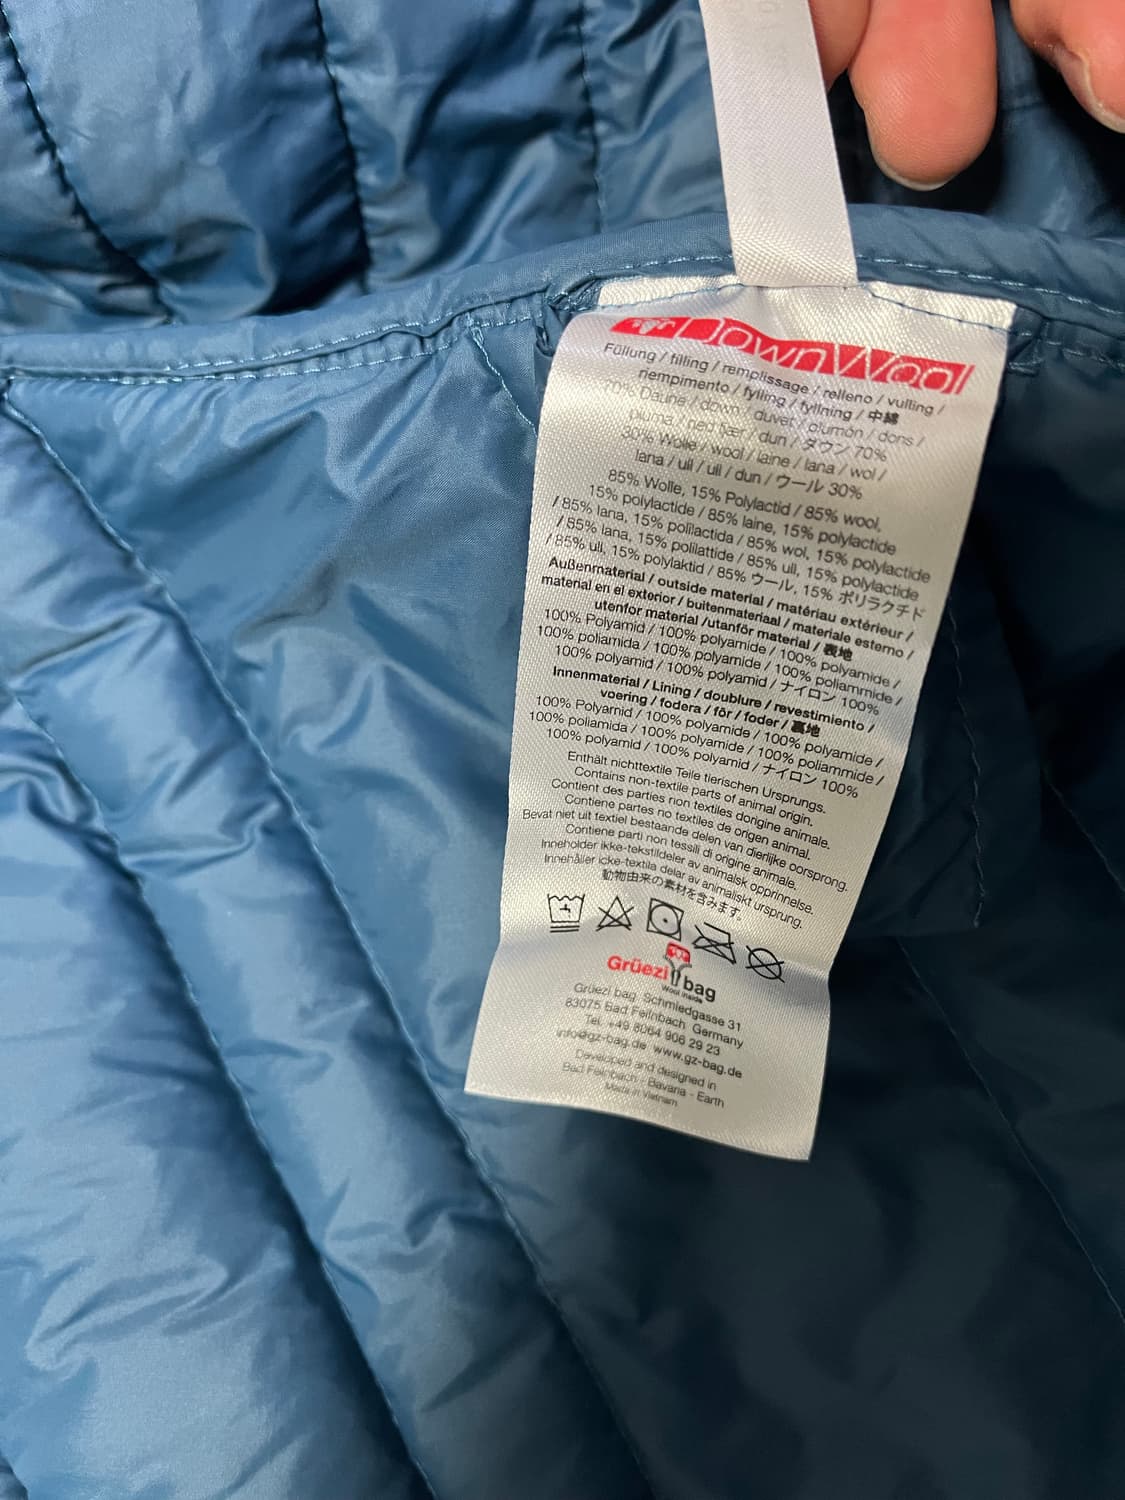 DownWool
Füllung / filling / remplissage / relleno / vulling /
riempimento / fylling / fyllning / 中綿
70% Daune / down / duvet / plumón / dons /
piuma / ned fiær / dun / ダウン 70%
30% Wolle / wool / laine / lana / wol /
lana / ull / ull / dun / ウール 30%
85% Wolle, 15% Polylactid / 85% wool,
15% polylactide / 85% laine, 15% polylactide
/ 85% lana, 15% polilactida / 85% wol, 15% polylactide
/ 85% lana, 15% polilattide / 85% ull, 15% polylactide
/ 85% ull, 15% polylaktid / 85% ウール, 15% ポリラクチド
Außenmaterial / outside material / matériau extérieur /
material en el exterior / buitenmateriaal / materiale esterno /
utenfor material /utanför material / 表地
100% Polyamid / 100% polyamide / 100% polyamide /
100% poliamida / 100% polyamide / 100% poliammide /
100% polyamid / 100% polyamid / ナイロン 100%
Innenmaterial / Lining / doublure / revestimiento /
voering / fodera / fôr / foder / 裏地
100% Polyamid / 100% polyamide / 100% polyamide /
100% poliamida / 100% polyamide / 100% poliammide /
100% polyamid / 100% polyamid / ナイロン 100%
Enthält nichttextile Teile tierischen Ursprungs.
Contains non-textile parts of animal origin.
Contient des parties non textiles dorigine animale.
Contiene partes no textiles de origen animal.
Bevat niet uit textiel bestaande delen van dierlijke oorsprong.
Contiene parti non tessili di origine animale.
Inneholder ikke-tekstildeler av animalsk opprinnelse.
Innehåller icke-textila delar av animaliskt ursprung.
動物由来の素材を含みます。
Grüezi bag
Wool inside
Grüezi bag Schmiedgasse 31
83075 Bad Feilnbach Germany
Tel. +49 8064 906 29 23
info@gz-bag.de www.gz-bag.de
Developed and designed in
Bad Feilnbach - Bavaria - Earth
Made in Vietnam